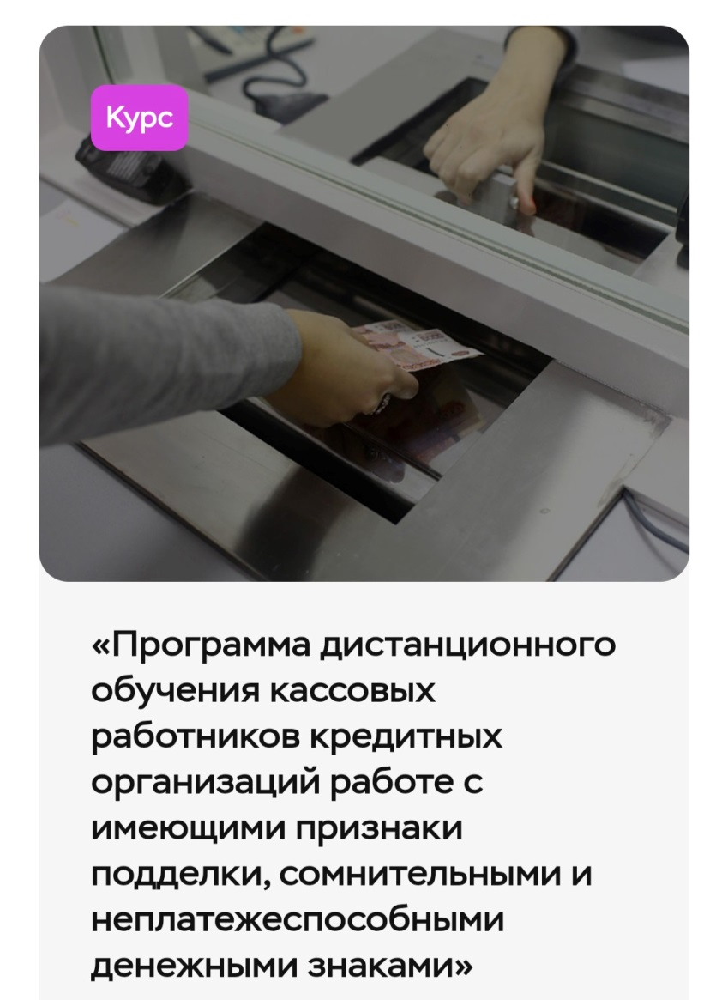 Курс
«Программа дистанционного
обучения кассовых
работников кредитных
организаций работе с
имеющими признаки
подделки, сомнительными и
неплатежеспособными
денежными знаками»